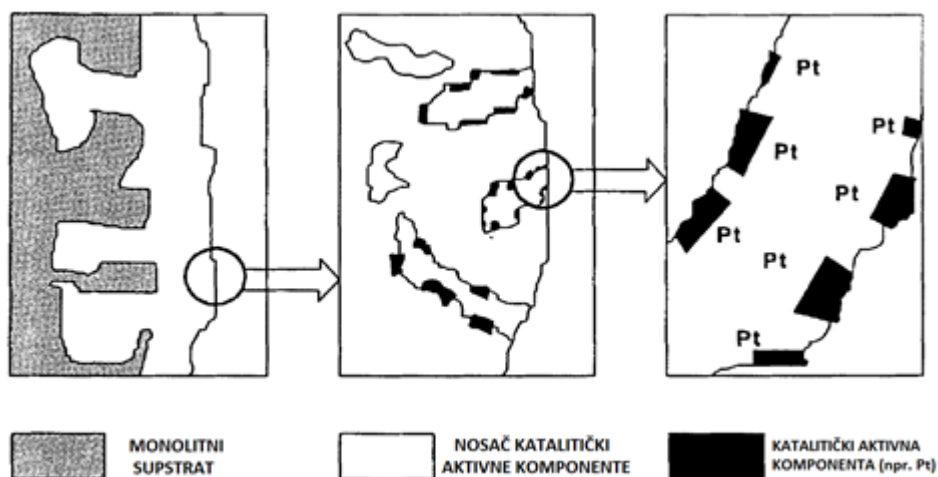 Pt
Pt
Pt
Pt
Pt
Pt
MONOLITNI
SUPSTRAT
NOSAČ KATALITIČKI
AKTIVNE KOMPONENTE
KATALITIČKI AKTIVNA
KOMPONENTA (npr. Pt)